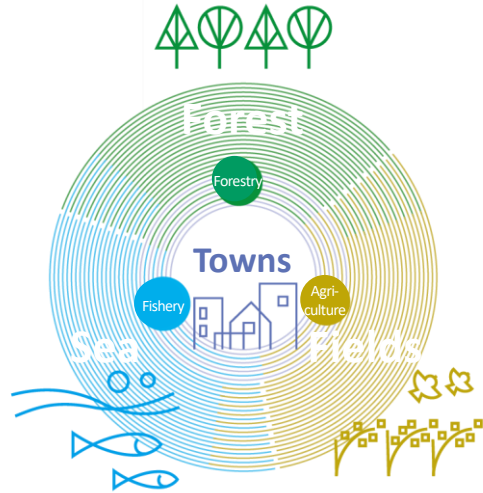 Forest
Forestry
Towns
Fishery
Agri-
culture
Sea
Fields